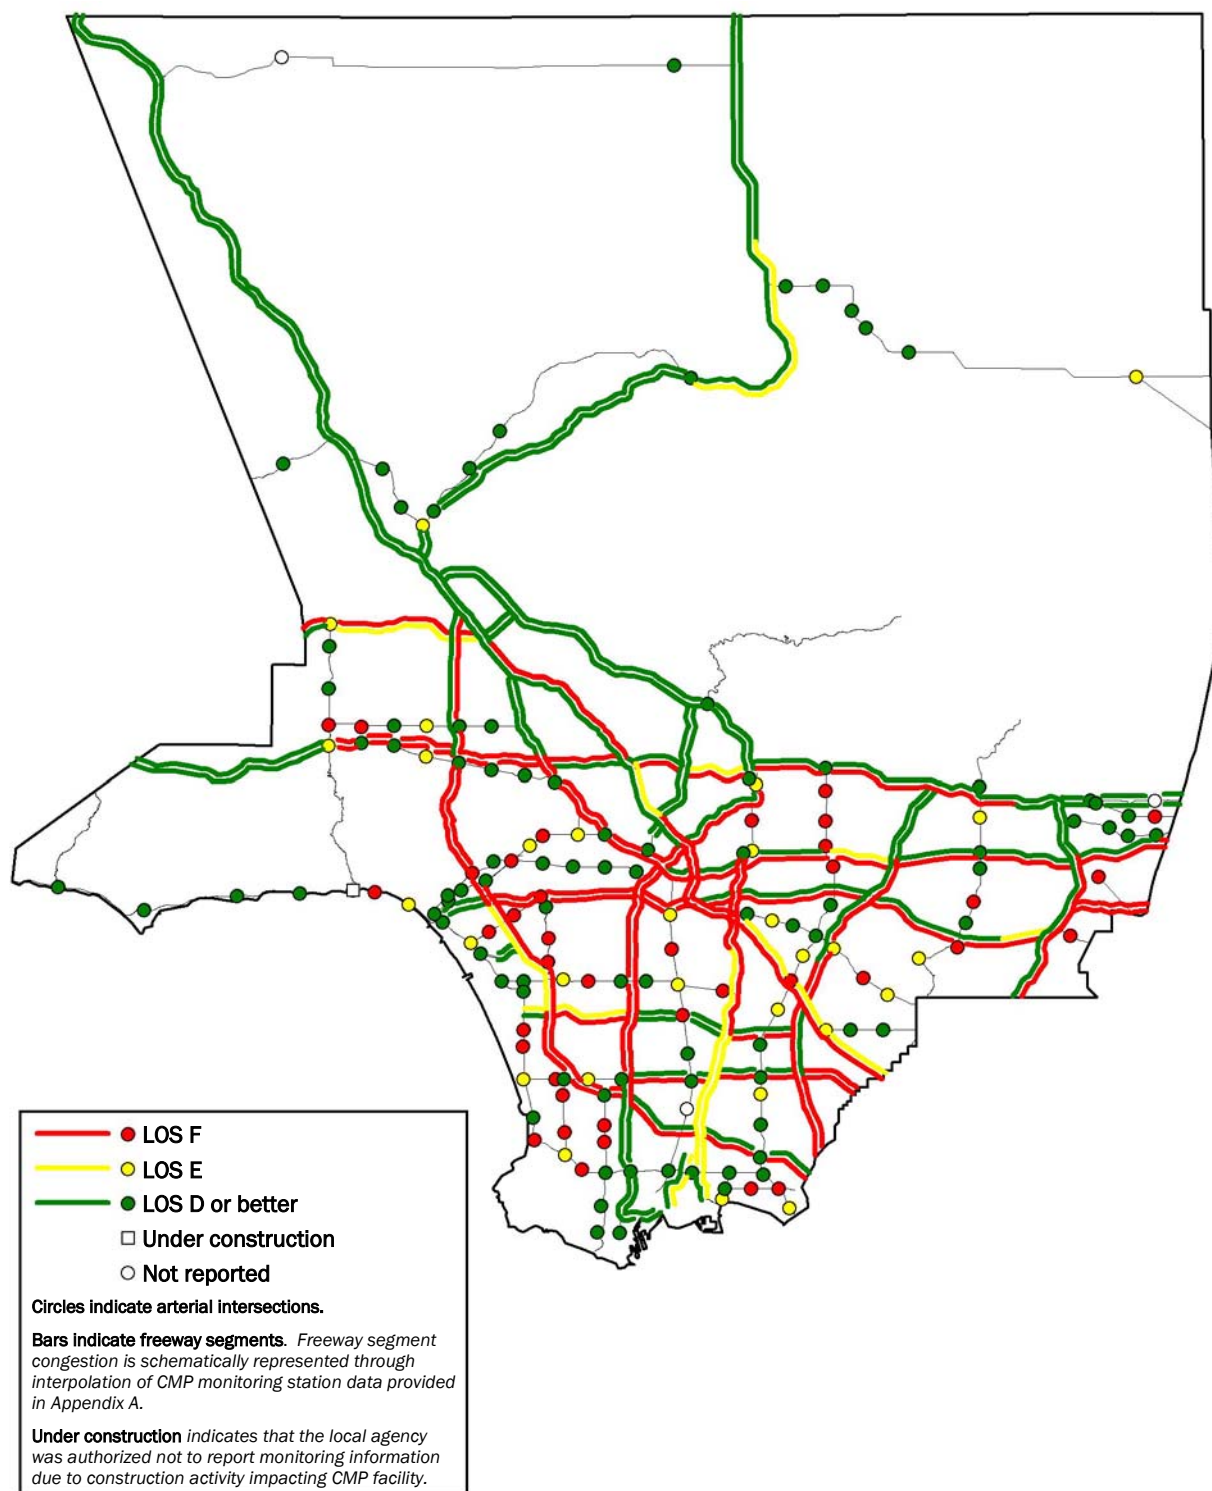 LOS F
LOS E
LOS D or better
Under construction
Not reported
Circles indicate arterial intersections.
Bars indicate freeway segments. Freeway segment
congestion is schematically represented through
interpolation of CMP monitoring station data provided
in Appendix A.
Under construction indicates that the local agency
was authorized not to report monitoring information
due to construction activity impacting CMP facility.